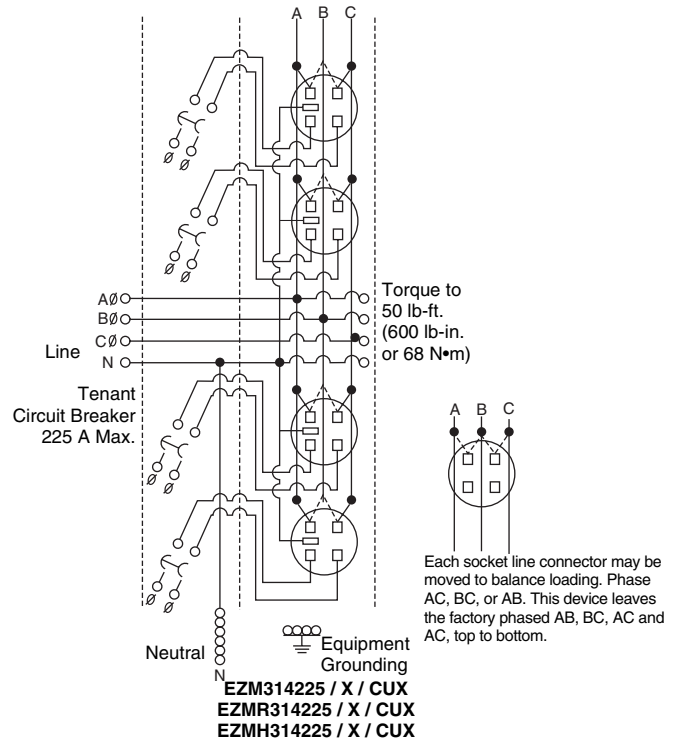 A B C
AØ
BØ
CØ
Line
N
Torque to
50 lb-ft.
(600 lb-in.
or 68 N•m)
Tenant
Circuit Breaker
225 A Max.
A B C
Each socket line connector may be
moved to balance loading. Phase
AC, BC, or AB. This device leaves
the factory phased AB, BC, AC and
AC, top to bottom.
Neutral
N
Equipment
Grounding
EZM314225 / X / CUX
EZMR314225 / X / CUX
EZMH314225 / X / CUX
ø ø
ø ø
ø ø
ø ø